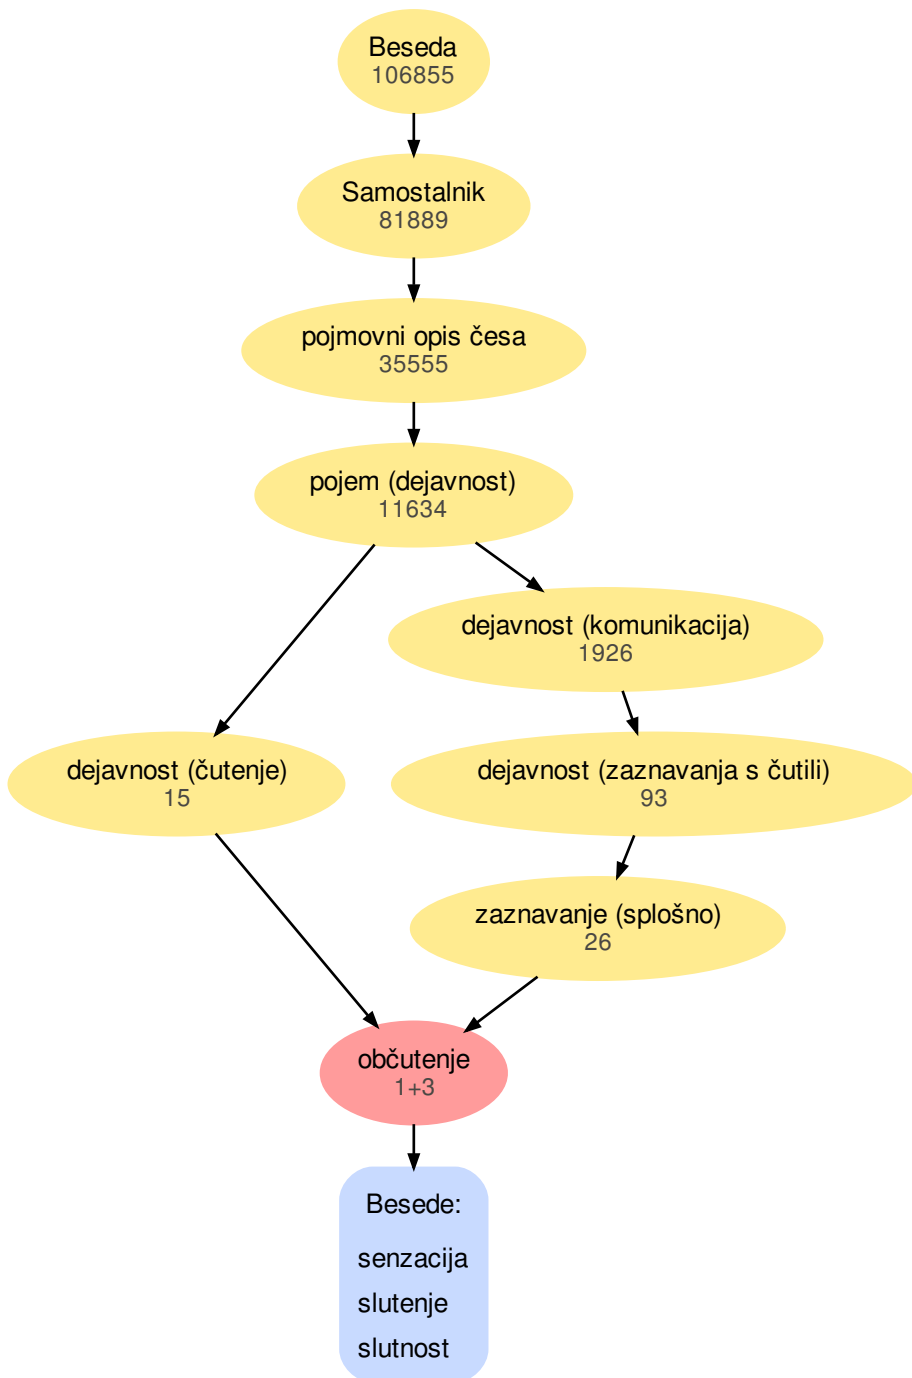 Beseda
106855
Samostalnik
81889
pojmovni opis česa
35555
pojem (dejavnost)
11634
dejavnost (komunikacija)
1926
dejavnost (čutenje)
15
dejavnost (zaznavanja s čutili)
93
zaznavanje (splošno)
26
občutenje
1+3
Besede:
senzacija
slutenje
slutnost